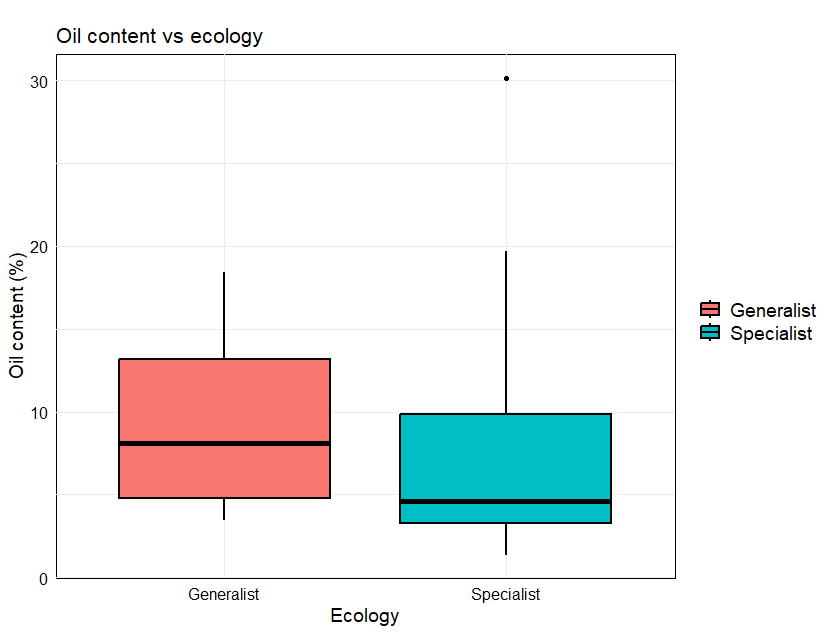 Oil content vs ecology
Oil content (%)
30
20
10
0
Generalist
Specialist
Ecology
Generalist
Specialist